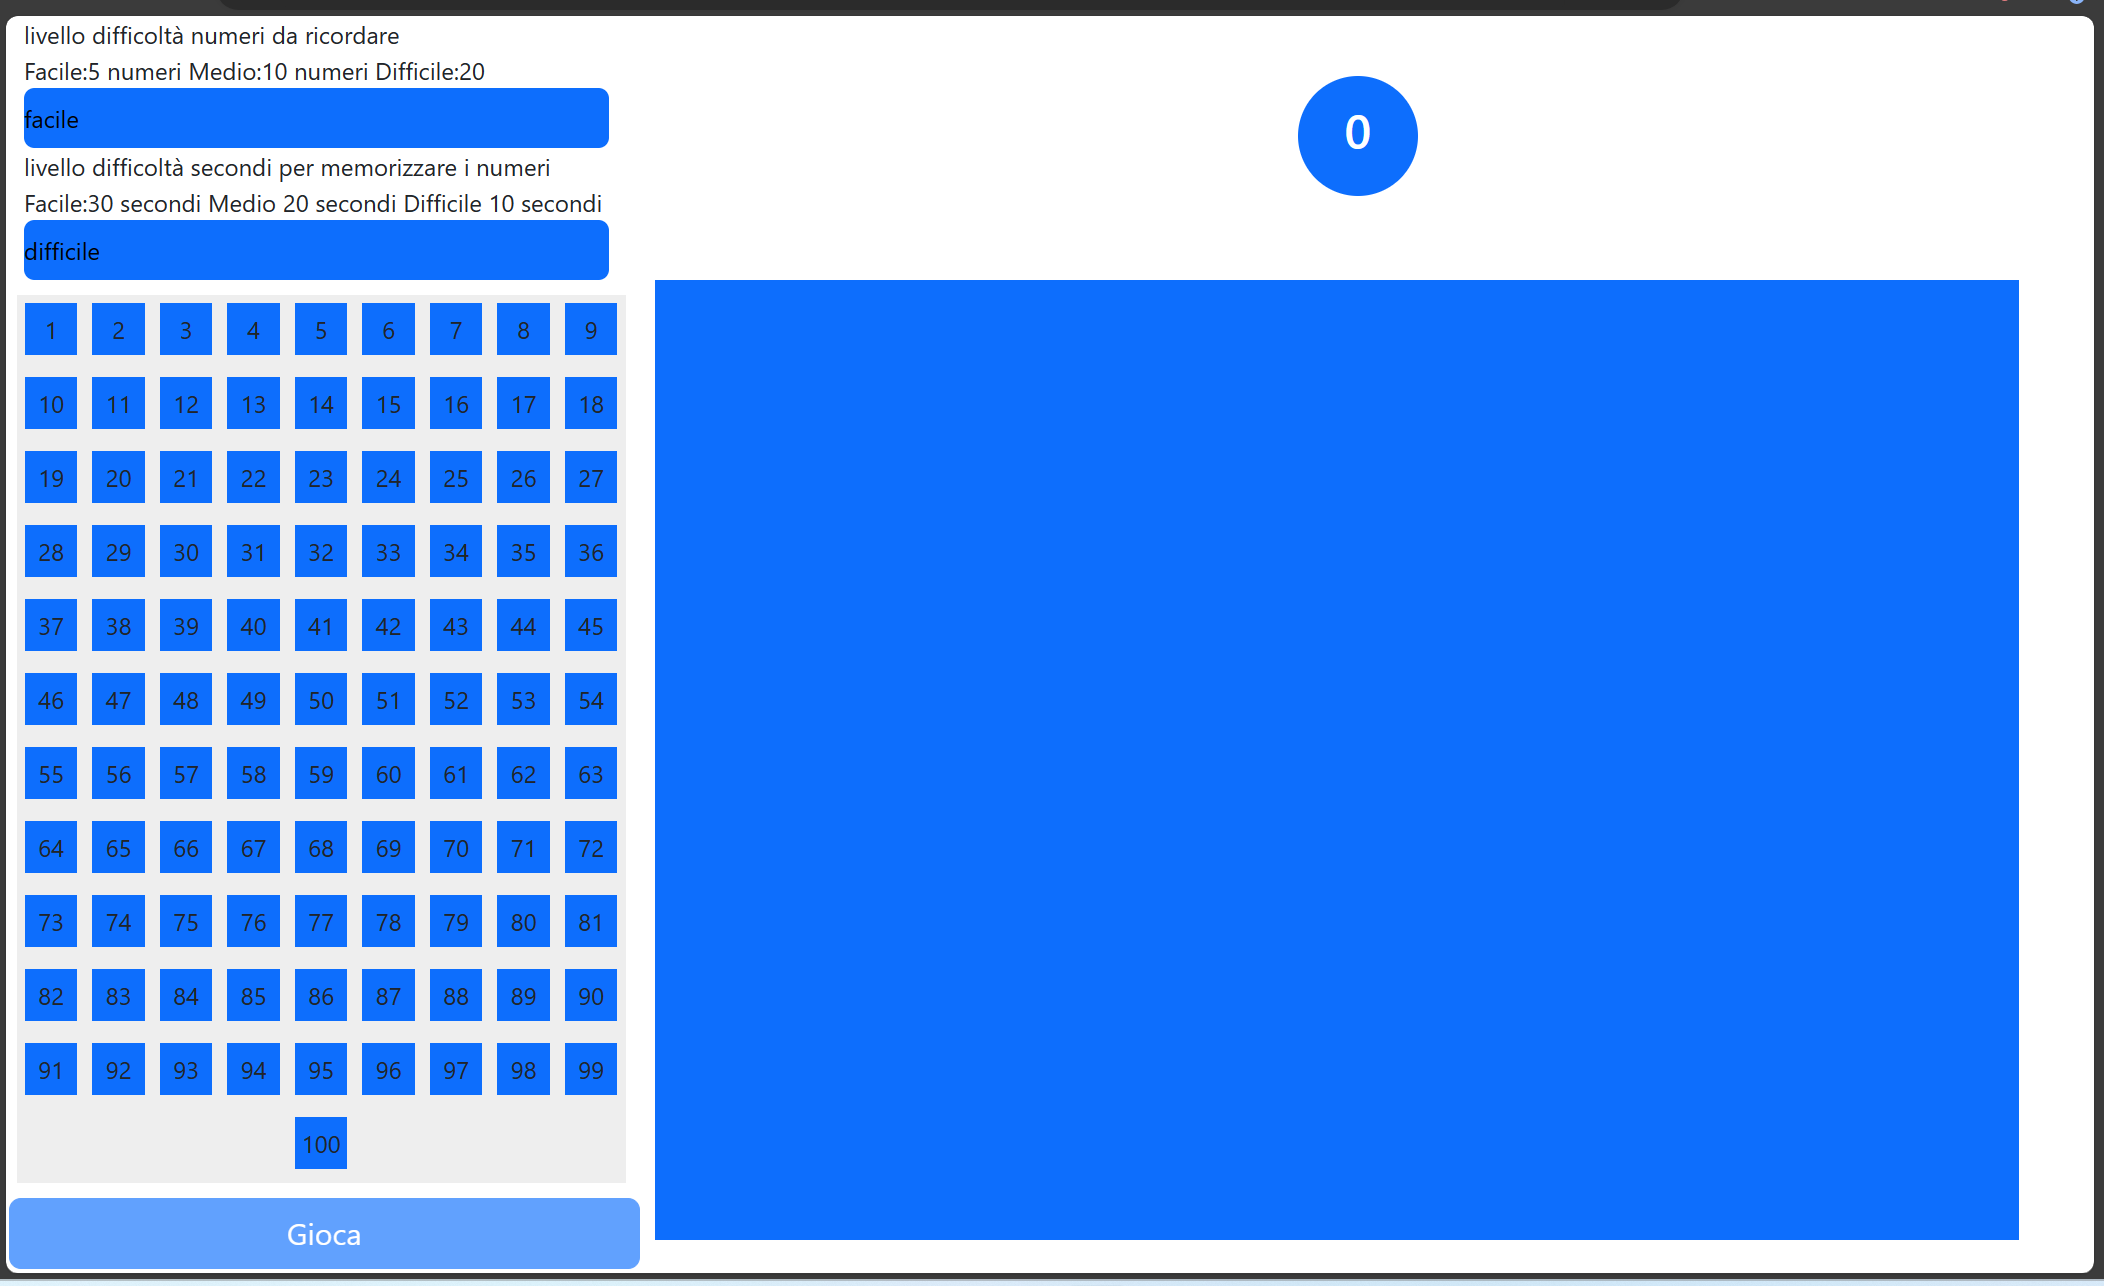 livello difficoltà numeri da ricordare
Facile:5 numeri Medio:10 numeri Difficile:20
facile
livello difficoltà secondi per memorizzare i numeri
Facile:30 secondi Medio 20 secondi Difficile 10 secondi
difficile
1 2 3 4 5 6 7 8 9
10 11 12 13 14 15 16 17 18
19 20 21 22 23 24 25 26 27
28 29 30 31 32 33 34 35 36
37 38 39 40 41 42 43 44 45
46 47 48 49 50 51 52 53 54
55 56 57 58 59 60 61 62 63
64 65 66 67 68 69 70 71 72
73 74 75 76 77 78 79 80 81
82 83 84 85 86 87 88 89 90
91 92 93 94 95 96 97 98 99
100
Gioca
0